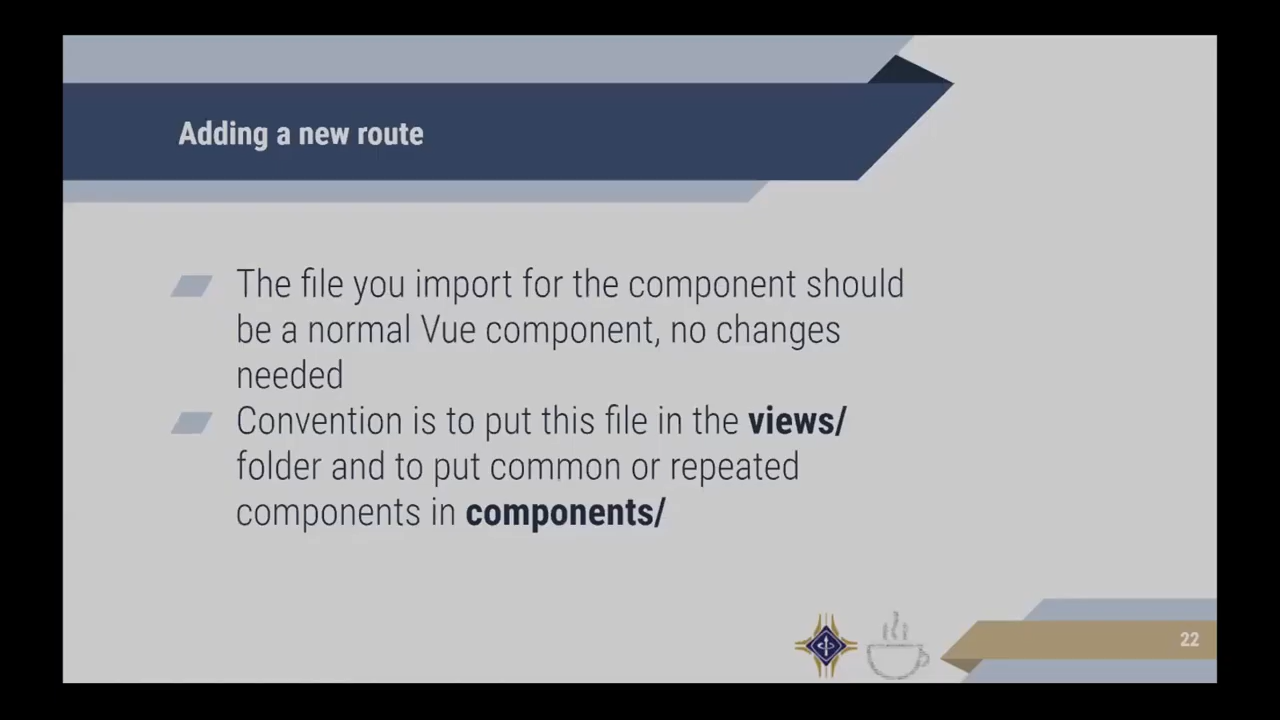 Adding a new route
The file you import for the component should
be a normal Vue component, no changes
needed
Convention is to put this file in the views/
folder and to put common or repeated
components in components/
22